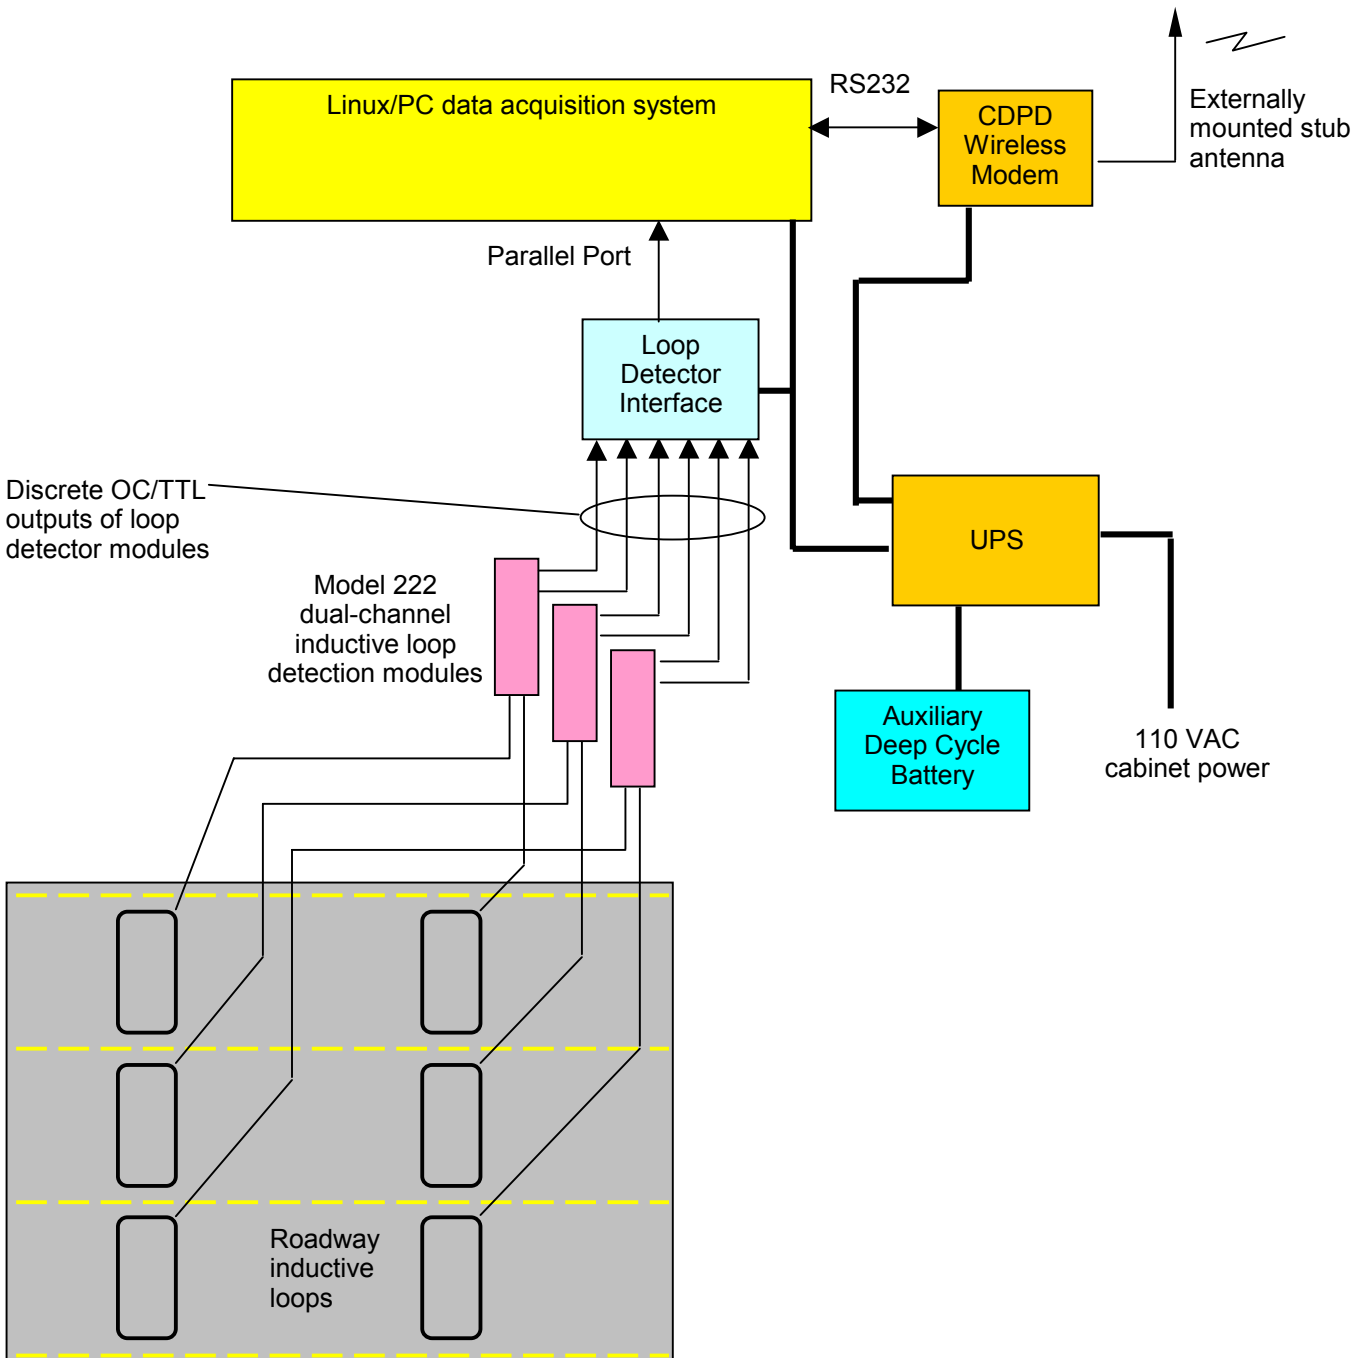 RS232
Linux/PC data acquisition system
Externally
mounted stub
antenna
CDPD
Wireless
Modem
Parallel Port
Loop
Detector
Interface
Discrete OC/TTL
outputs of loop
detector modules
UPS
Model 222
dual-channel
inductive loop
detection modules
Auxiliary
Deep Cycle
Battery
110 VAC
cabinet power
Roadway
inductive
loops